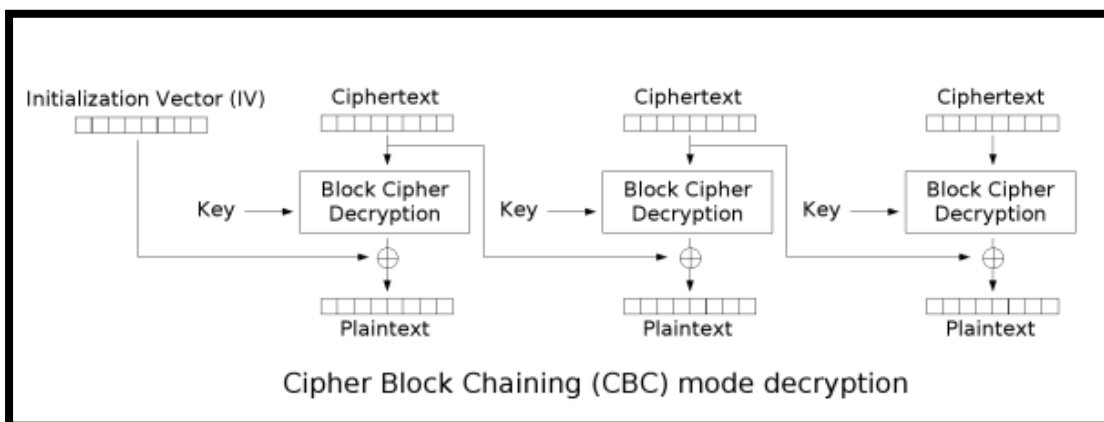 Initialization Vector (IV)
Ciphertext
Ciphertext
Ciphertext
Key
Block Cipher
Decryption
Key
Block Cipher
Decryption
Key
Block Cipher
Decryption
Plaintext
Plaintext
Plaintext
Cipher Block Chaining (CBC) mode decryption